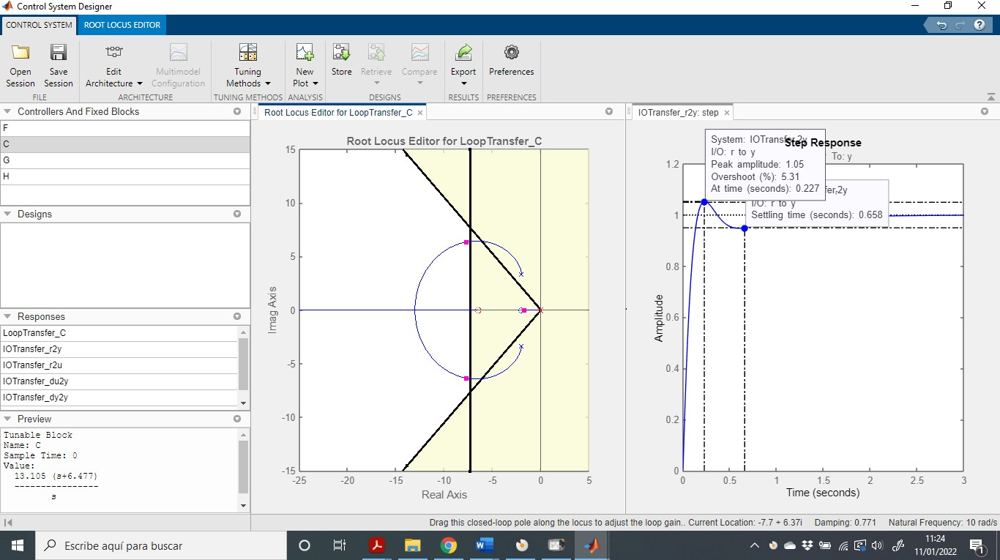 Control System Designer
CONTROL SYSTEM ROOT LOCUS EDITOR
Open Session
Save Session
Edit Architecture
Multimodel Configuration
Tuning Methods
New Plot
Store
Retrieve
Compare
Export
Preferences
FILE ARCHITECTURE TUNING METHODS ANALYSIS DESIGNS RESULTS PREFERENCES
Controllers And Fixed Blocks
F
C
G
H
Designs
Responses
LoopTransfer_C
IOTransfer_r2y
IOTransfer_r2u
IOTransfer_du2y
IOTransfer_dy2y
Preview
Tunable Block
Name: C
Sample Time: 0
Value:
13.105 (s+6.477)
----------------
s
Root Locus Editor for LoopTransfer_C
Root Locus Editor for LoopTransfer_C
15
10
5
0
-5
-10
-15
Imag Axis
-25 -20 -15 -10 -5 0 5
Real Axis
IOTransfer_r2y: step
Step Response
To: y
System: IOTransfer_2y
I/O: r to y
Peak amplitude: 1.05
Overshoot (%): 5.31
At time (seconds): 0.227
fer,2y
I/O: r to y
Settling time (seconds): 0.658
1.2
1
0.8
0.6
0.4
0.2
0
Amplitude
0 0.5 1 1.5 2 2.5 3
Time (seconds)
Drag this closed-loop pole along the locus to adjust the loop gain.. Current Location: -7.7 + 6.37i Damping: 0.771 Natural Frequency: 10 rad/s
Escribe aquí para buscar
11:24
11/01/2022
1